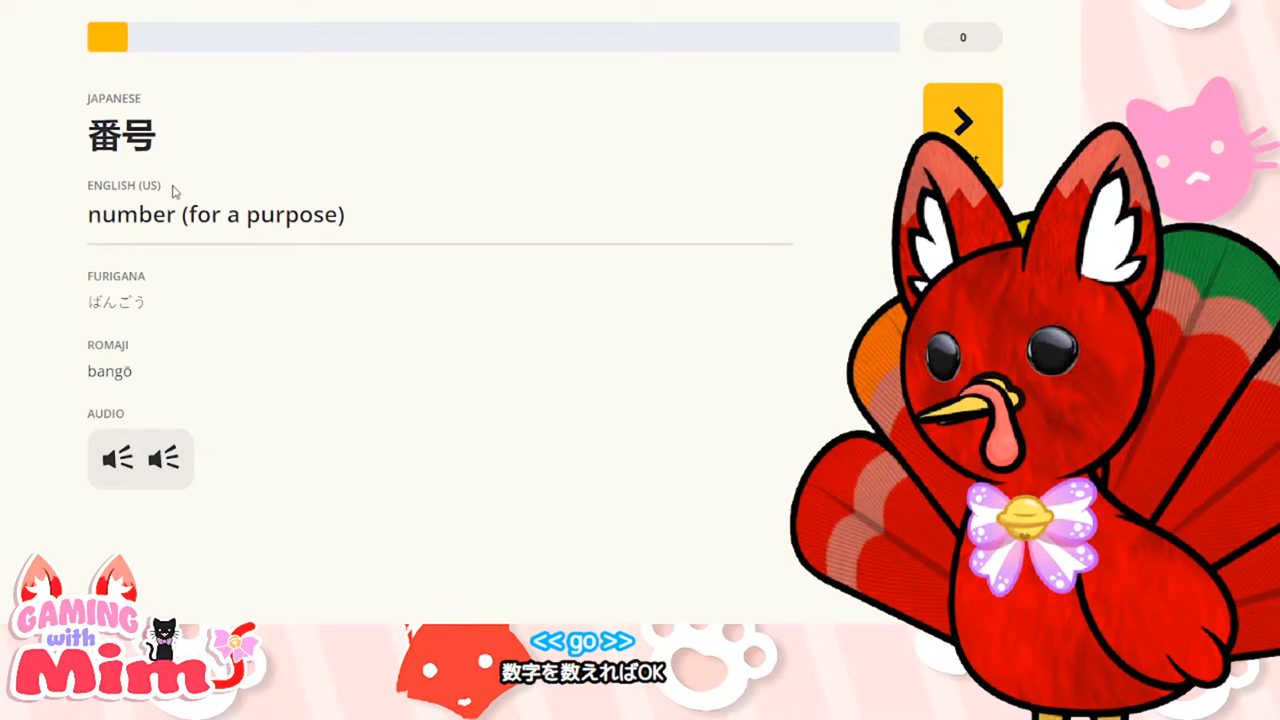 0
JAPANESE
番号
ENGLISH (US)
number (for a purpose)
FURIGANA
ばんごう
ROMAJI
bangō
AUDIO
GAMING
with
Mim
<< go >>
数字を数えればOK